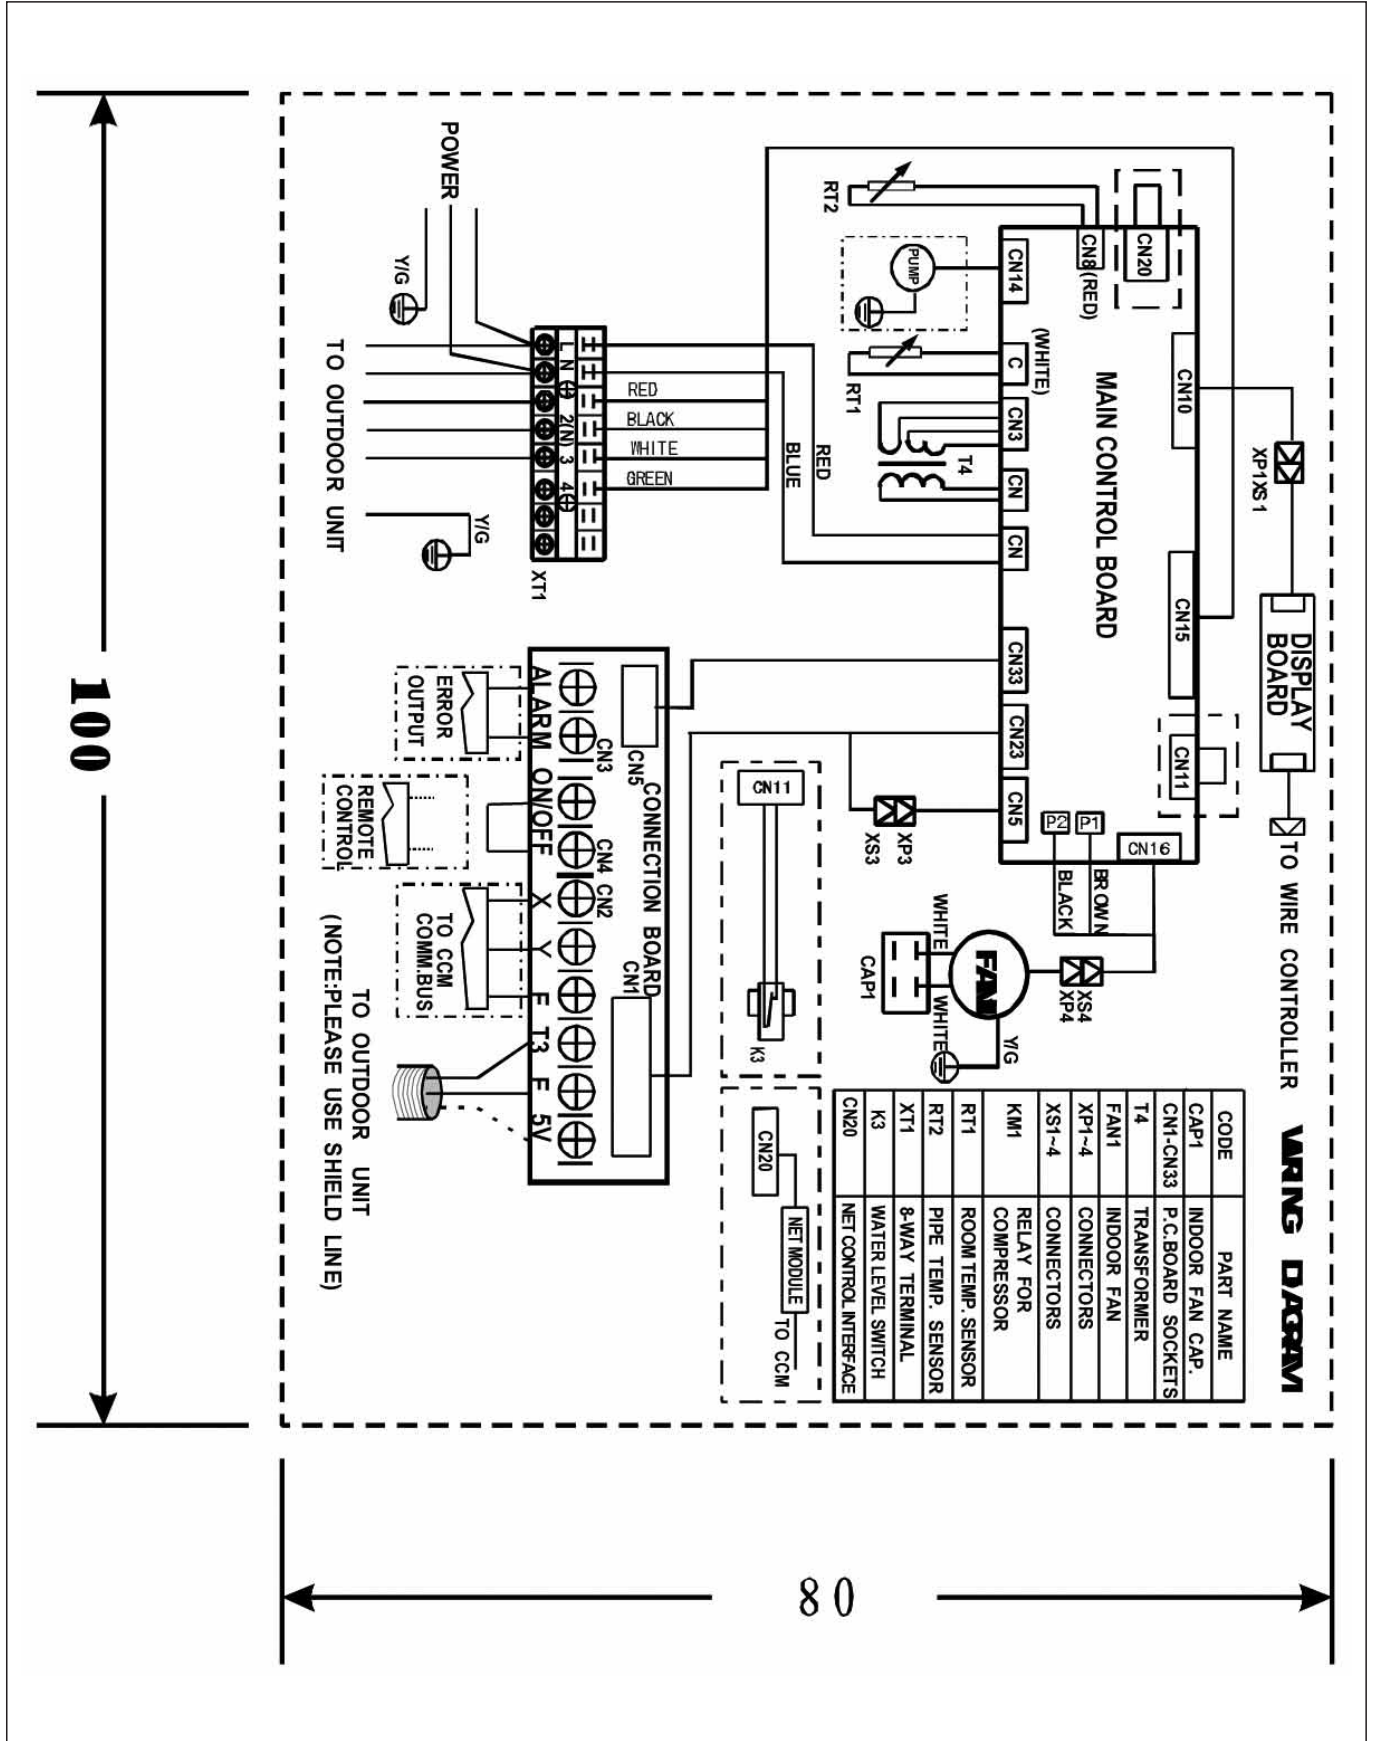 WIRING DIAGRAM
TO WIRE CONTROLLER
DISPLAY
BOARD
XP1XS1
CN20
CN10
CN15
CN11
CN8(RED)
MAIN CONTROL BOARD
P2
P1
CN16
CN14
C
(WHITE)
CN3
CN
CN
CN33
CN23
CN5
RT2
PUMP
RT1
T4
RED
BLUE
XP3
XS3
BROWN
BLACK
XS4
XP4
FAN
WHITE
WHITE
CAP1
Y/G
CODE PART NAME
CAP1 INDOOR FAN CAP.
CN1-CN33 P.C.BOARD SOCKETS
T4 TRANSFORMER
FAN1 INDOOR FAN
XP1~4 CONNECTORS
XS1~4 CONNECTORS
KM1 RELAY FOR
COMPRESSOR
RT1 ROOM TEMP. SENSOR
RT2 PIPE TEMP. SENSOR
XT1 8-WAY TERMINAL
K3 WATER LEVEL SWITCH
CN20 NET CONTROL INTERFACE
CN11
K3
CN20
NET MODULE
TO CCM
RED
BLACK
WHITE
GREEN
L N 2(N) 3 4
XT1
POWER
Y/G
Y/G
TO OUTDOOR UNIT
CONNECTION BOARD
CN5
CN1
CN3
CN4 CN2
ALARM ON/OFF X Y F T3 F 5V
ERROR
OUTPUT
REMOTE
CONTROL
TO CCM
COMM.BUS
TO OUTDOOR UNIT
(NOTE:PLEASE USE SHIELD LINE)
100
80